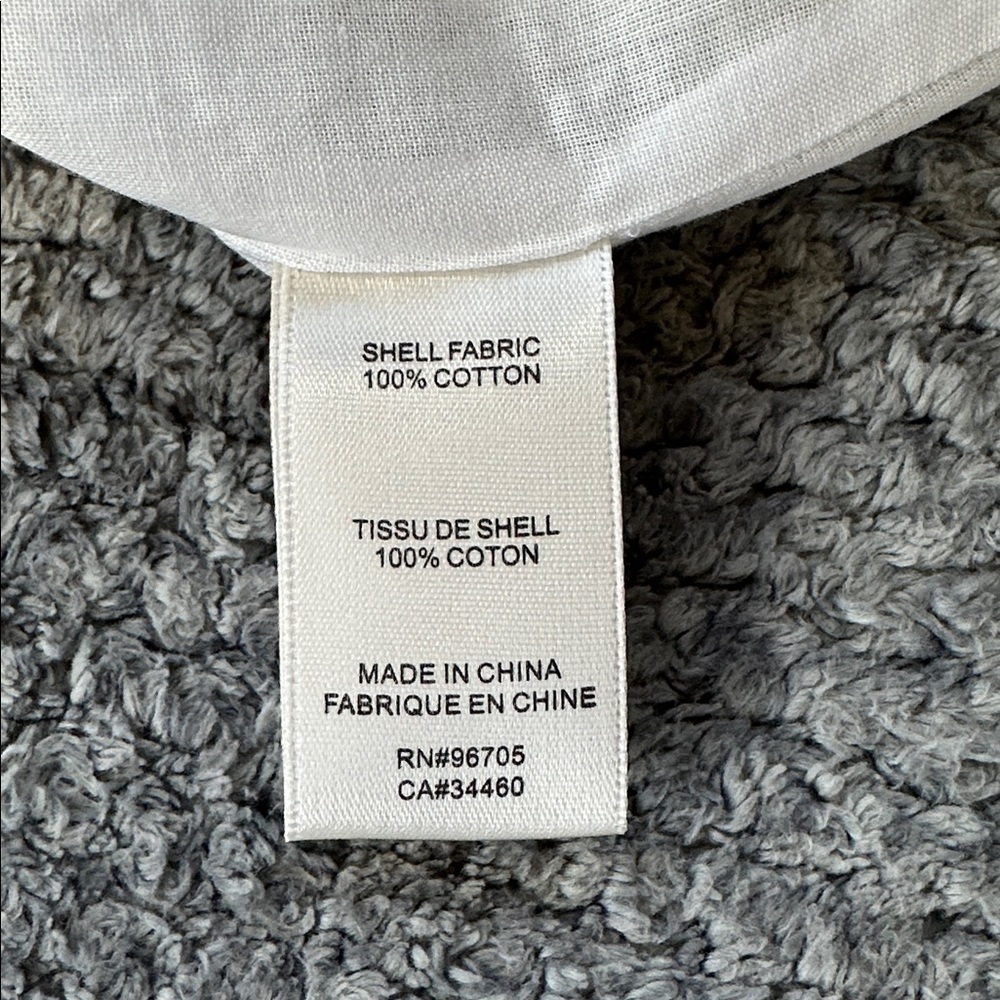 SHELL FABRIC
100% COTTON
TISSU DE SHELL
100% COTON
MADE IN CHINA
FABRIQUE EN CHINE
RN#96705
CA#34460